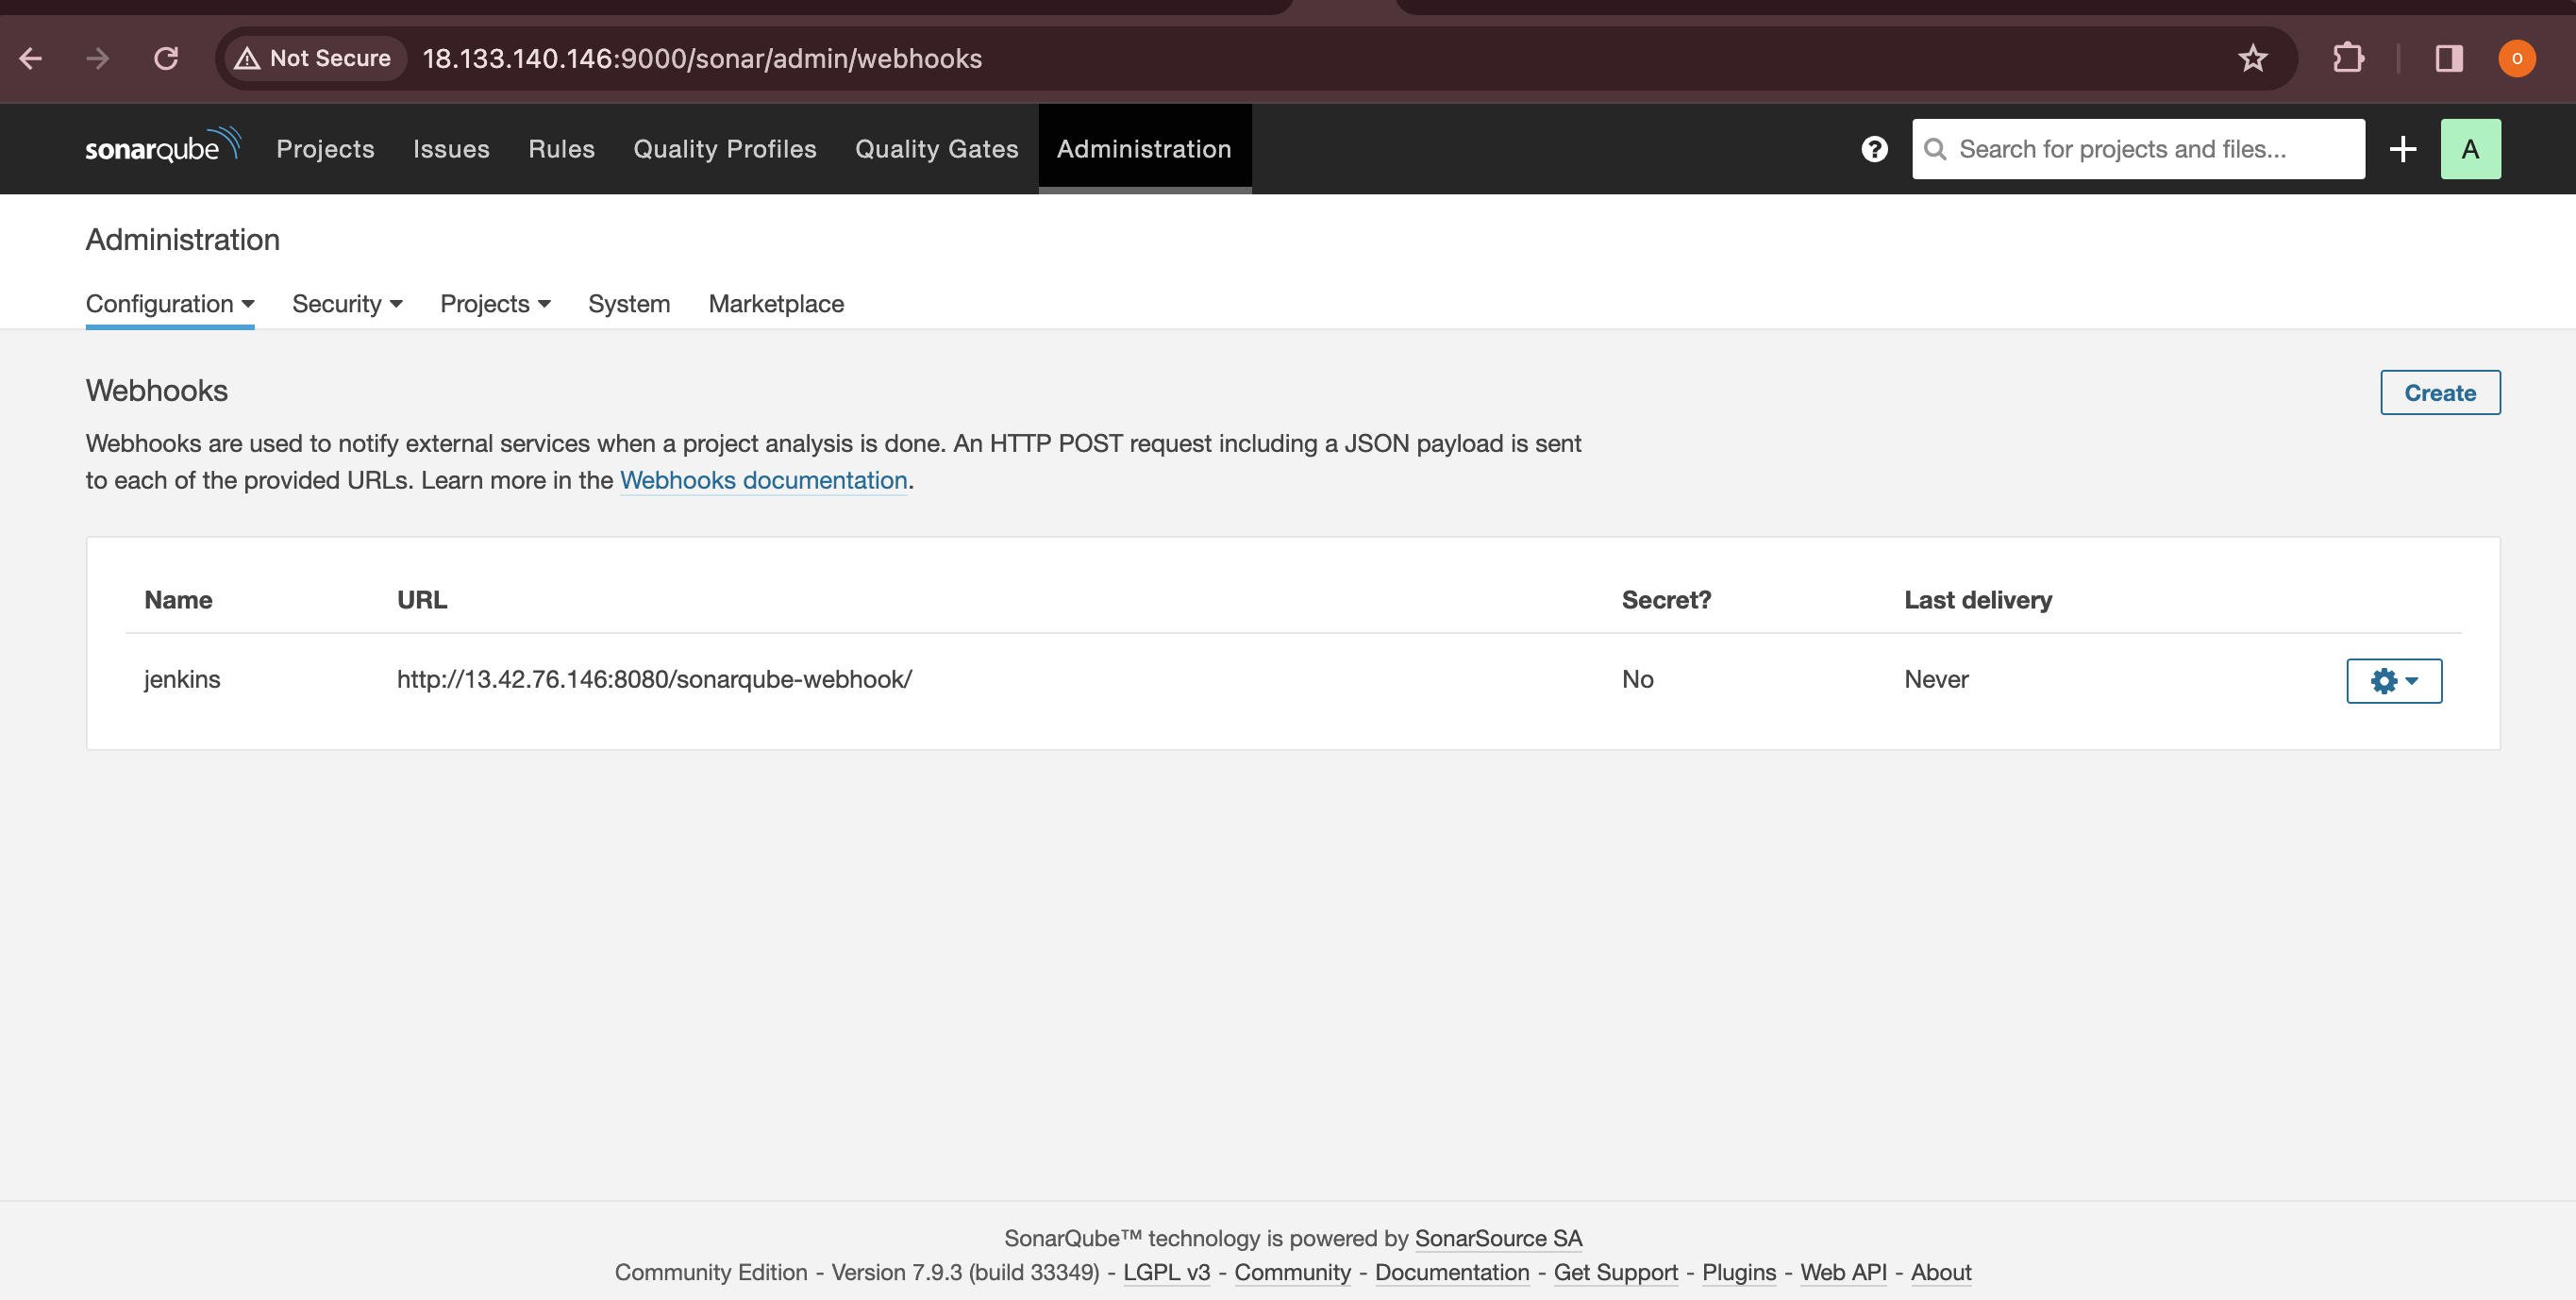 Not Secure 18.133.140.146:9000/sonar/admin/webhooks O
sonarqube Projects Issues Rules Quality Profiles Quality Gates Administration ? Search for projects and files... A
Administration
Configuration Security Projects System Marketplace
Webhooks Create
Webhooks are used to notify external services when a project analysis is done. An HTTP POST request including a JSON payload is sent
to each of the provided URLs. Learn more in the Webhooks documentation.
Name URL Secret? Last delivery
jenkins http://13.42.76.146:8080/sonarqube-webhook/ No Never
SonarQube™ technology is powered by SonarSource SA
Community Edition - Version 7.9.3 (build 33349) - LGPL v3 - Community - Documentation - Get Support - Plugins - Web API - About